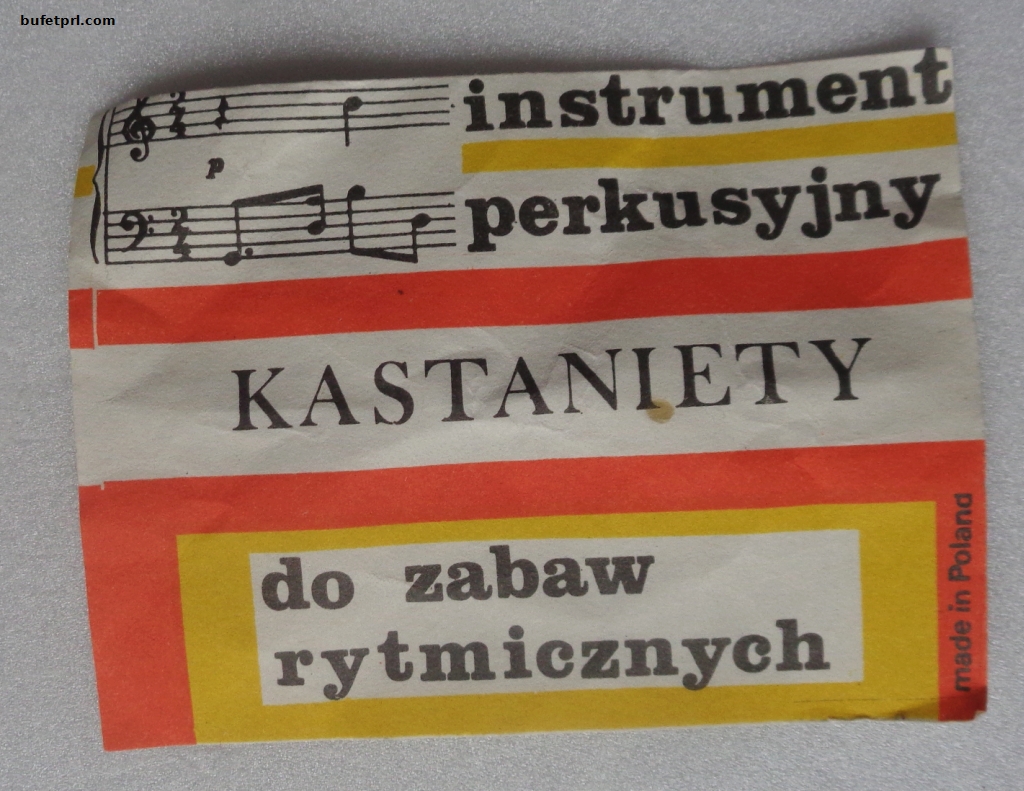 bufetprl.com
instrument
p
perkusyjny
KASTANIETY
do zabaw
rytmicznych
made in Poland